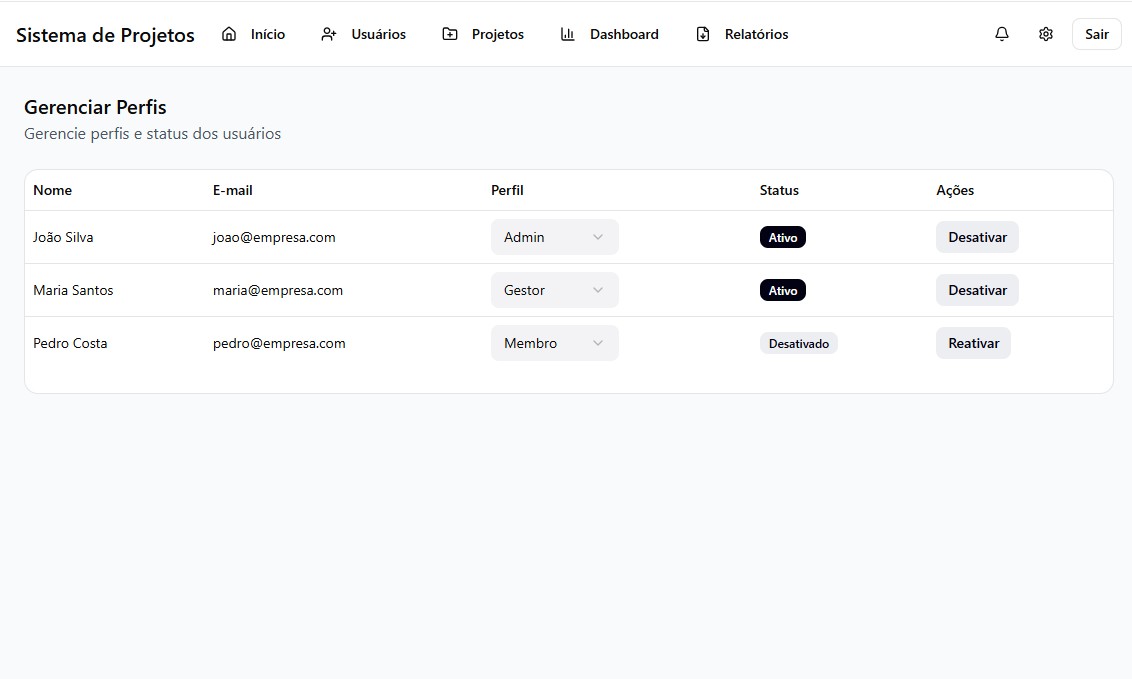 Sistema de Projetos Início Usuários Projetos Dashboard Relatórios Sair
Gerenciar Perfis
Gerencie perfis e status dos usuários
Nome E-mail Perfil Status Ações
João Silva joao@empresa.com Admin Ativo Desativar
Maria Santos maria@empresa.com Gestor Ativo Desativar
Pedro Costa pedro@empresa.com Membro Desativado Reativar